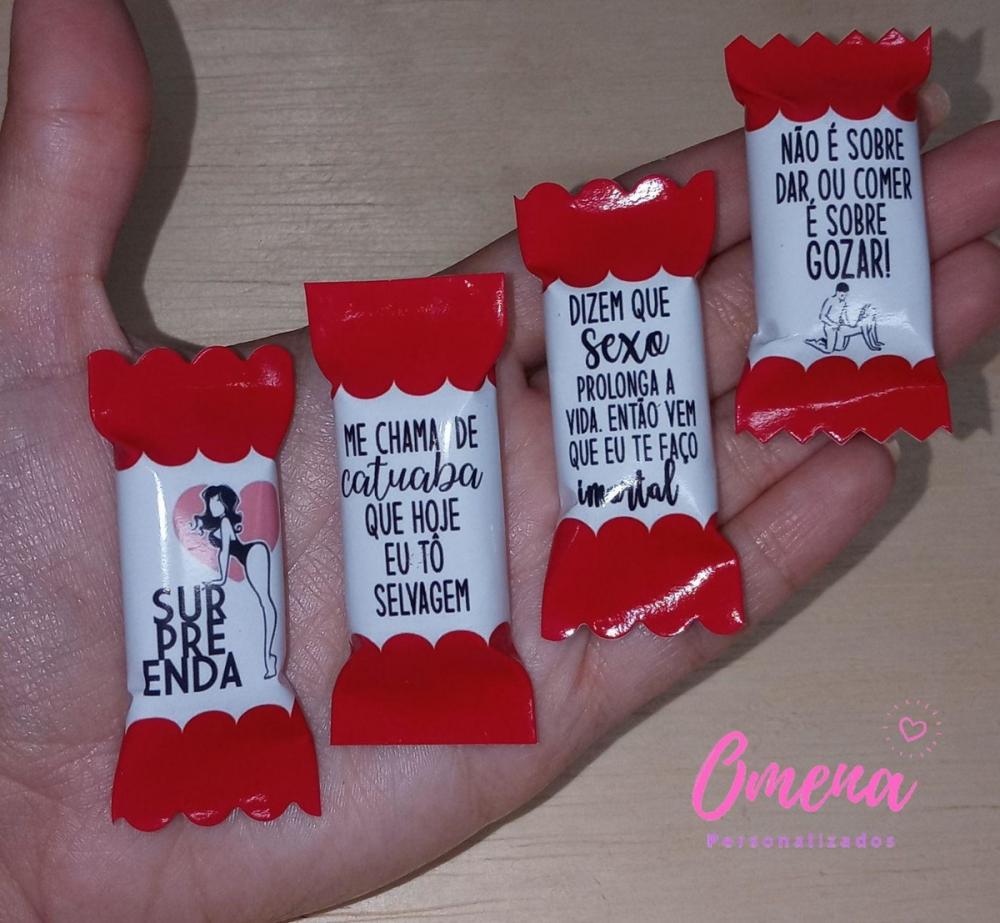 SUR
PRE
ENDA
ME CHAMA DE
catuaba
QUE HOJE
EU TÔ
SELVAGEM
DIZEM QUE
sexo
PROLONGA A
VIDA. ENTÃO VEM
QUE EU TE FAÇO
imortal
NÃO É SOBRE
DAR OU COMER
É SOBRE
GOZAR!
Omena
Personalizados